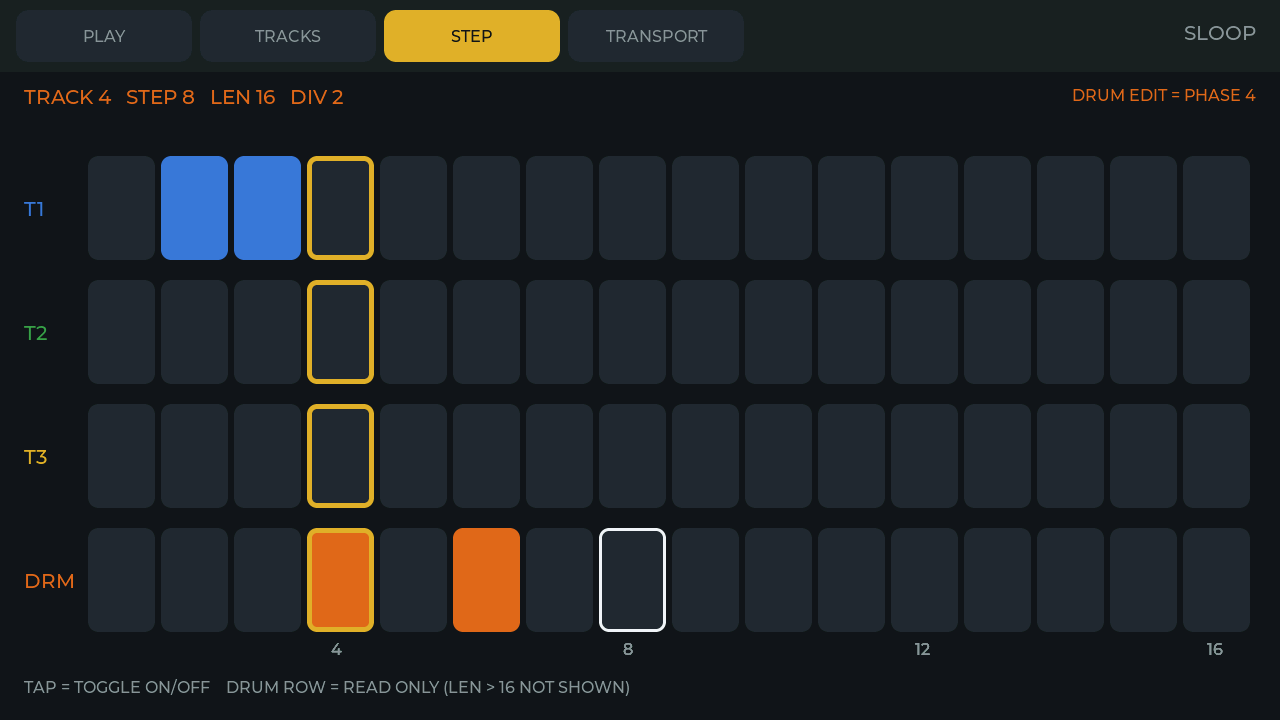 PLAY TRACKS STEP TRANSPORT SLOOP
TRACK 4 STEP 8 LEN 16 DIV 2 DRUM EDIT = PHASE 4
T1
T2
T3
DRM
4 8 12 16
TAP = TOGGLE ON/OFF DRUM ROW = READ ONLY (LEN > 16 NOT SHOWN)